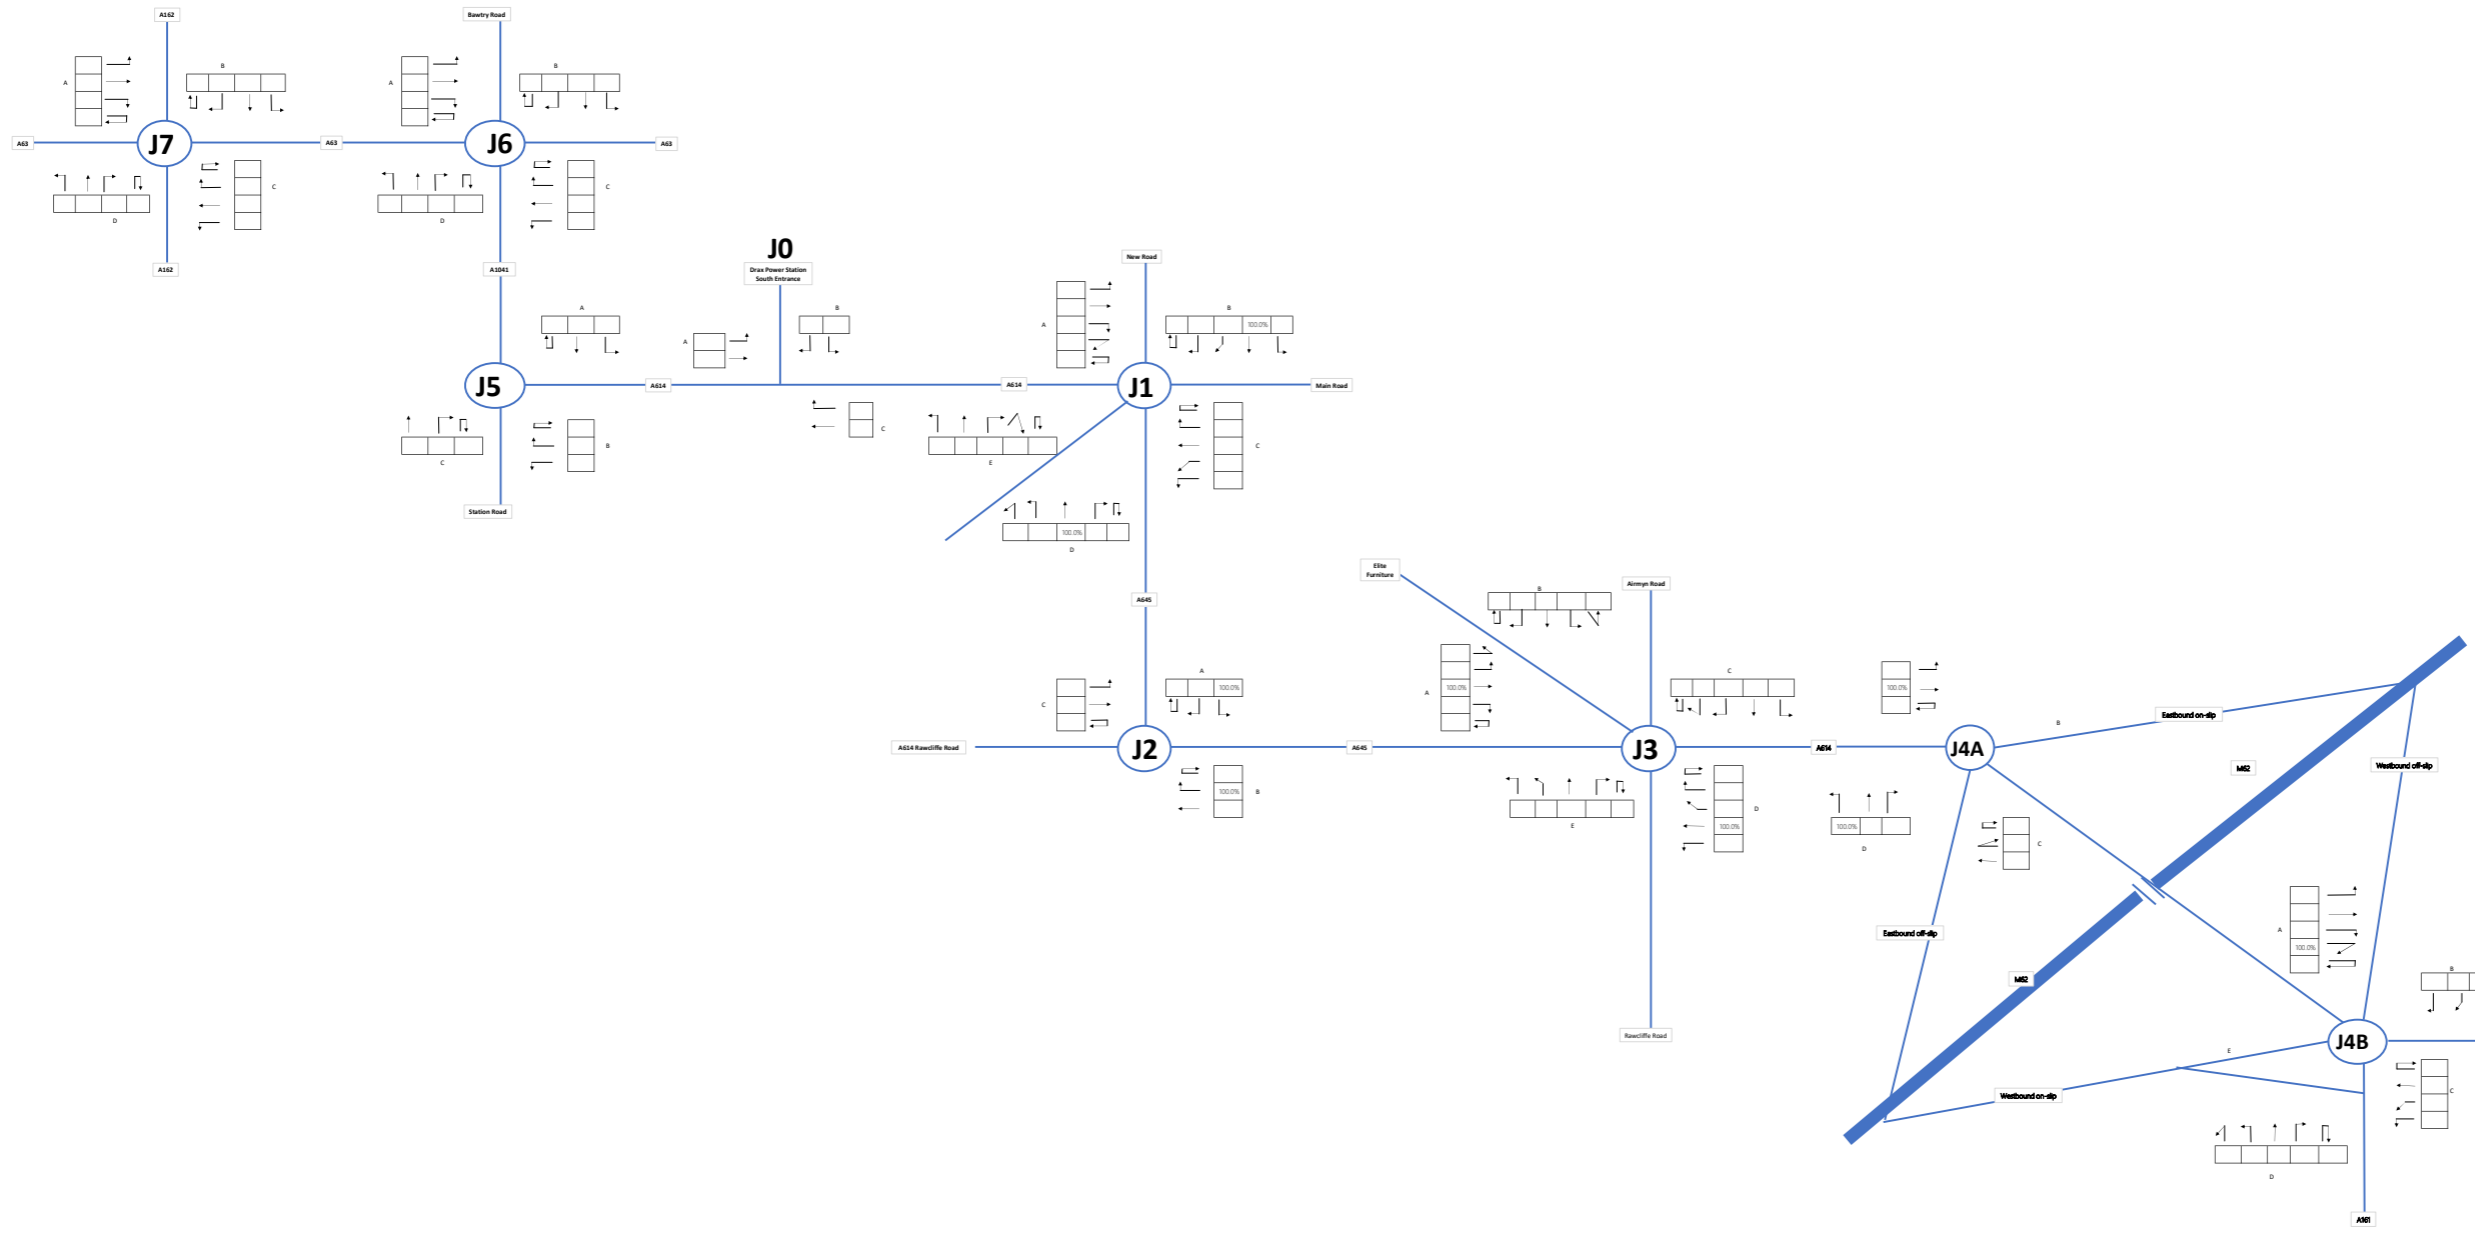 A162
Bawtry Road
A
B
A
B
J7
J6
A63
A63
A63
C
C
D
D
A162
A1041
J0
Drax Power Station
South Entrance
New Road
A
B
A
B
A
B
100.0%
J5
J1
A614
A614
Main Road
C
B
C
E
C
Station Road
100.0%
D
Elite
Furniture
Airmyn Road
A645
B
A
C
100.0%
C
A
100.0%
100.0%
B
Eastbound on-slip
J2
J3
J4A
A614 Rawcliffe Road
A645
A614
M62
Westbound off-slip
100.0%
B
E
D
100.0%
100.0%
D
C
A
100.0%
Eastbound off-slip
B
M62
Rawcliffe Road
J4B
E
C
Westbound on-slip
D
A161